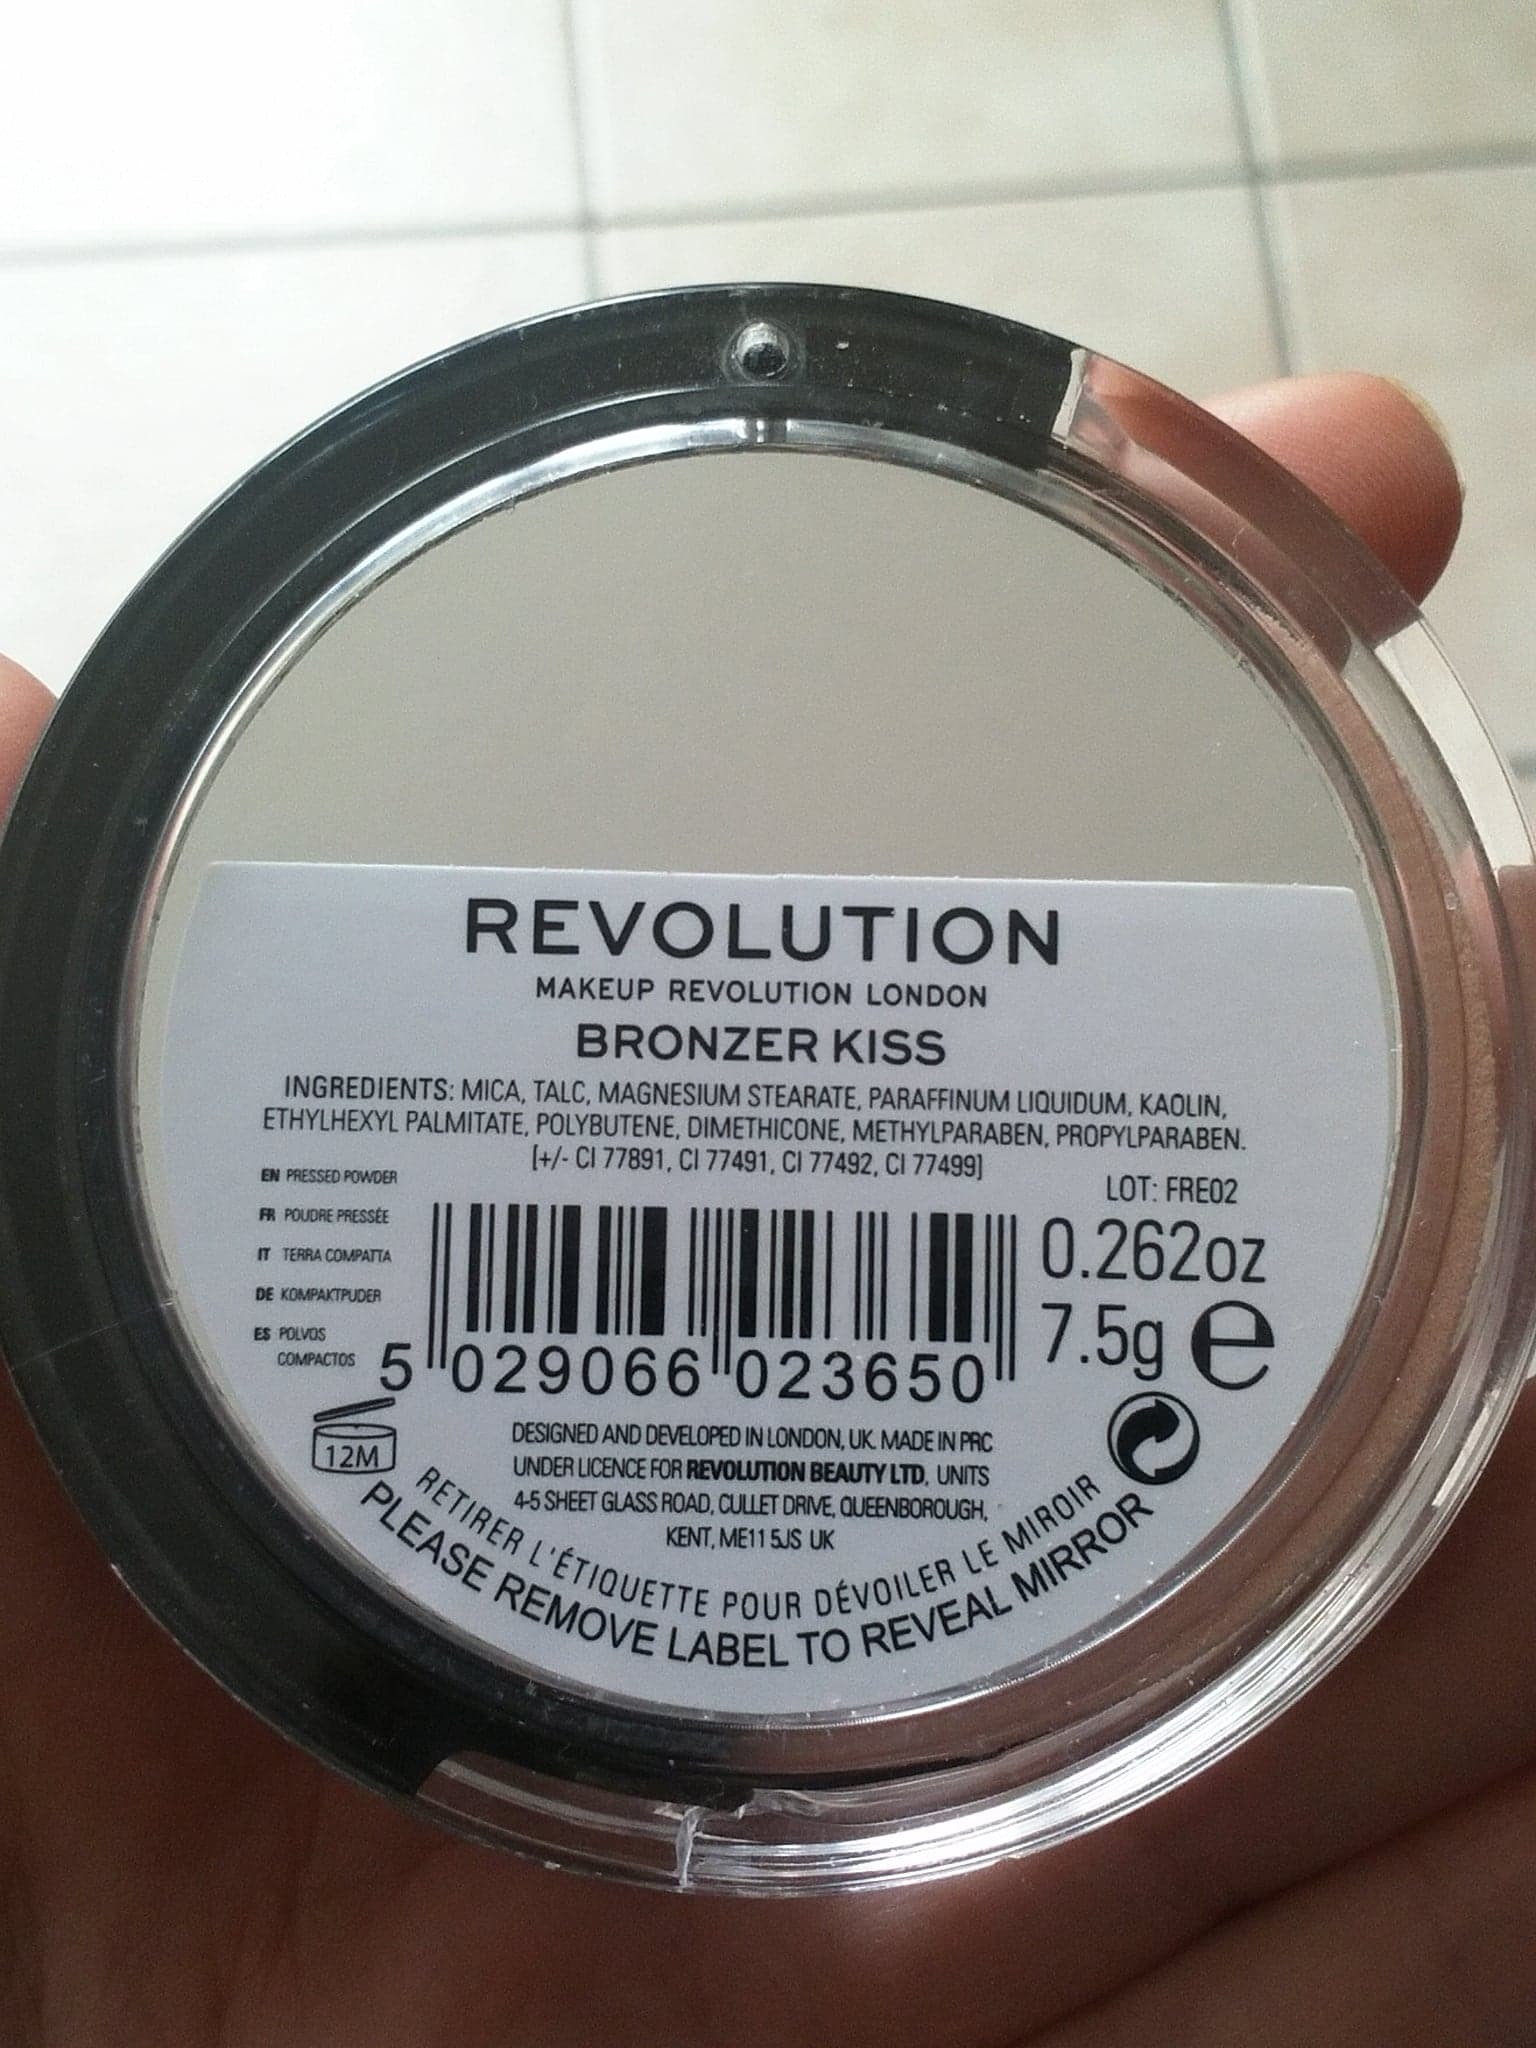 REVOLUTION
MAKEUP REVOLUTION LONDON
BRONZER KISS
INGREDIENTS: MICA, TALC, MAGNESIUM STEARATE, PARAFFINUM LIQUIDUM, KAOLIN,
ETHYLHEXYL PALMITATE, POLYBUTENE, DIMETHICONE, METHYLPARABEN, PROPYLPARABEN.
[+/- CI 77891, CI 77491, CI 77492, CI 77499]
EN PRESSED POWDER
FR POUDRE PRESSÉE
IT TERRA COMPATTA
DE KOMPAKTPUDER
ES POLVOS
COMPACTOS
LOT: FRE02
0.262oz
7.5g e
5 029066 023650
12M
DESIGNED AND DEVELOPED IN LONDON, UK. MADE IN PRC
UNDER LICENCE FOR REVOLUTION BEAUTY LTD, UNITS
4-5 SHEET GLASS ROAD, CULLET DRIVE, QUEENBOROUGH,
KENT, ME11 5JS UK
RETIRER L'ÉTIQUETTE POUR DÉVOILER LE MIROIR
PLEASE REMOVE LABEL TO REVEAL MIRROR